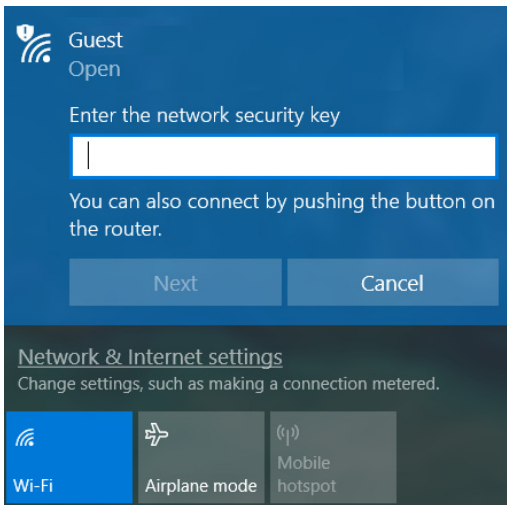 Guest
Open
Enter the network security key
You can also connect by pushing the button on
the router.
Next
Cancel
Network & Internet settings
Change settings, such as making a connection metered.
Wi-Fi
Airplane mode
Mobile
hotspot